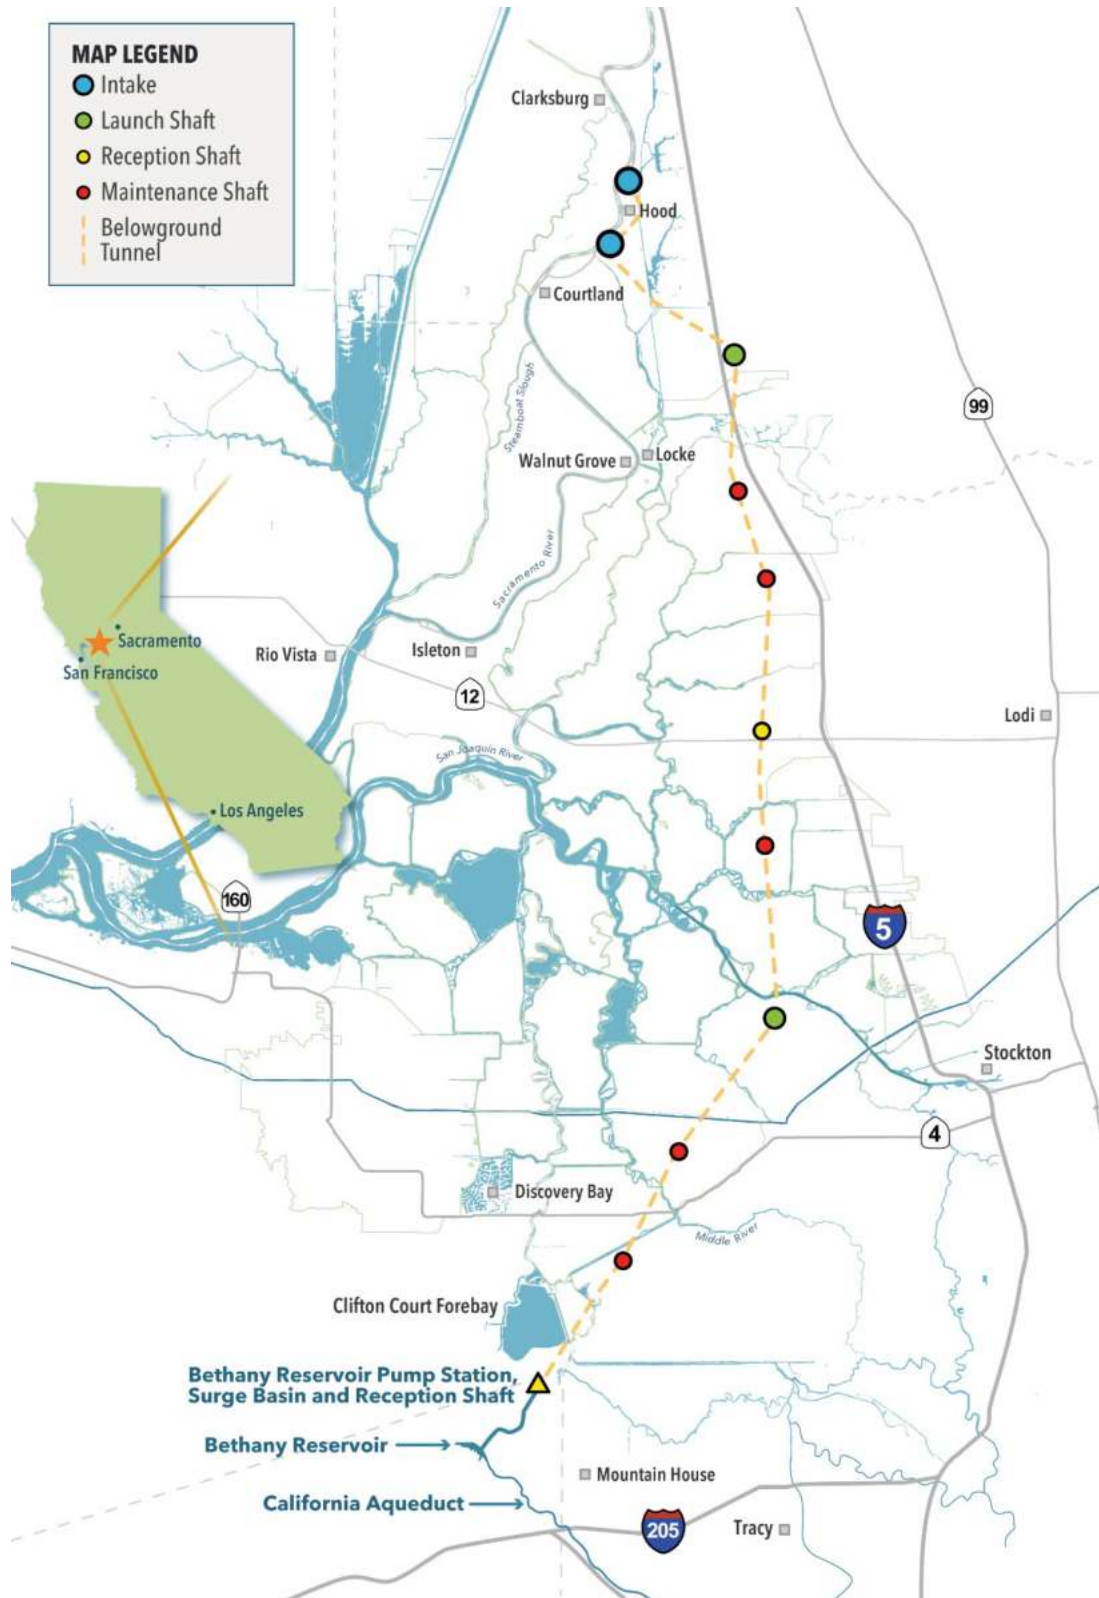 MAP LEGEND
Intake
Launch Shaft
Reception Shaft
Maintenance Shaft
Belowground
Tunnel
Clarksburg
Hood
Courtland
Steamboat Slough
99
Walnut Grove
Locke
Sacramento River
Sacramento
San Francisco
Rio Vista
Isleton
12
Lodi
San Joaquin River
Los Angeles
160
5
Stockton
4
Discovery Bay
Middle River
Clifton Court Forebay
Bethany Reservoir Pump Station,
Surge Basin and Reception Shaft
Bethany Reservoir
Mountain House
California Aqueduct
205
Tracy